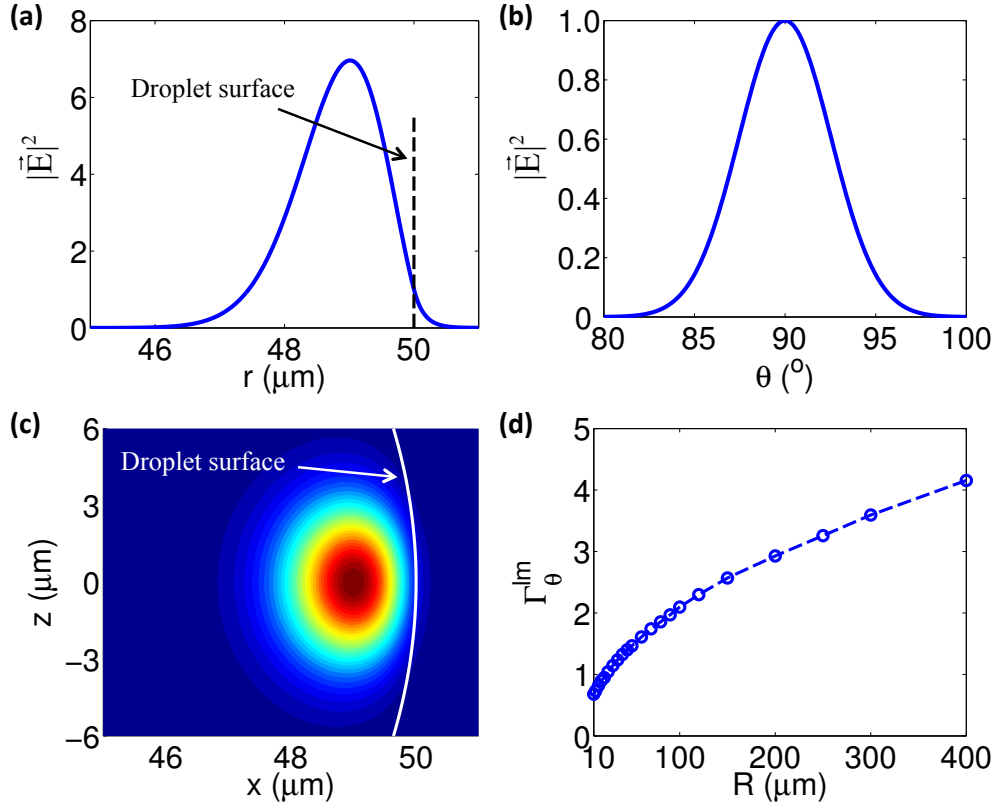 (a)
8
6
4
2
0
|E⃗|²
46
48
50
r (μm)
Droplet surface
(b)
1.0
0.8
0.6
0.4
0.2
0
|E⃗|²
80
85
90
95
100
θ (°)
(c)
6
3
0
−3
−6
z (μm)
46
48
50
x (μm)
Droplet surface
(d)
5
4
3
2
1
0
Γ_θ^lm
10
100
200
300
400
R (μm)